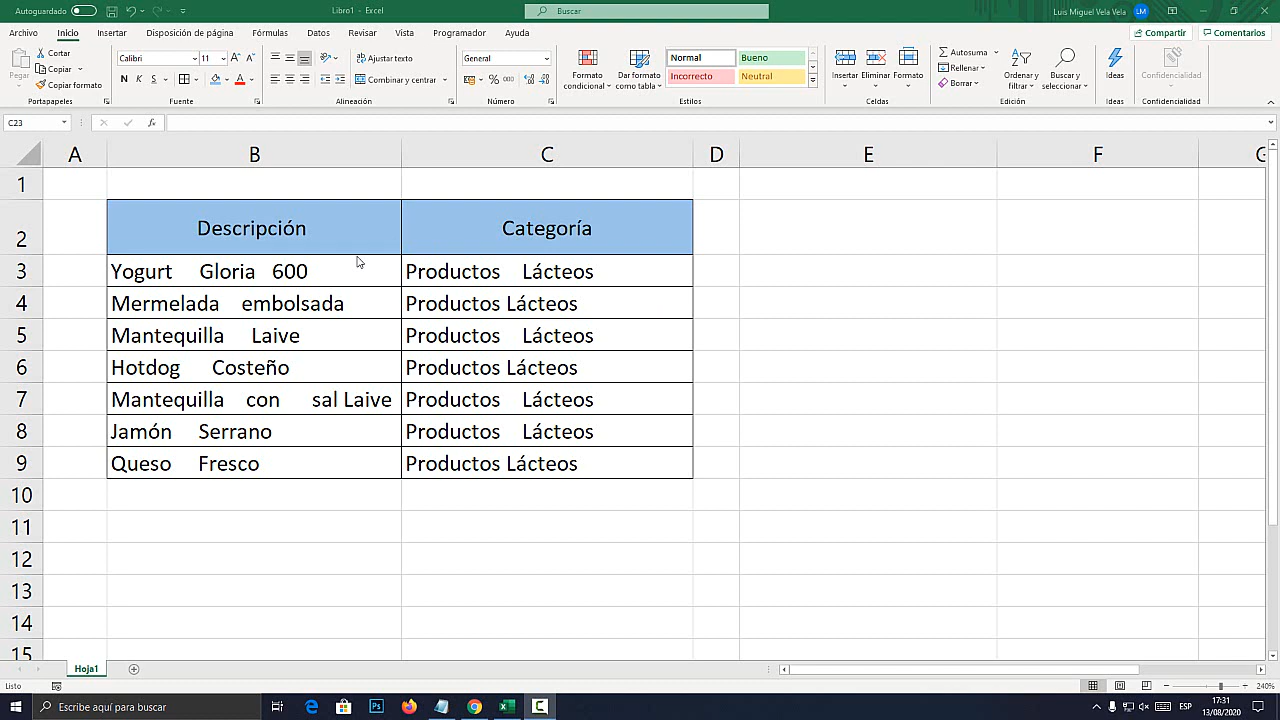 Autoguardado
Libro1 - Excel
Buscar
Luis Miguel Vela Vela
LM
Archivo Inicio Insertar Disposición de página Fórmulas Datos Revisar Vista Programador Ayuda
Compartir
Comentarios
Pegar
Cortar
Copiar
Copiar formato
Portapapeles
Calibri
11
N K S
Fuente
Ajustar texto
Combinar y centrar
Alineación
General
% 000
Número
Formato condicional
Dar formato como tabla
Normal
Bueno
Incorrecto
Neutral
Estilos
Insertar
Eliminar
Formato
Celdas
Autosuma
Rellenar
Borrar
Ordenar y filtrar
Buscar y seleccionar
Edición
Ideas
Ideas
Confidencialidad
Confidencialidad
C23
fx
A B C D E F G
1
2 Descripción Categoría
3 Yogurt Gloria 600 Productos Lácteos
4 Mermelada embolsada Productos Lácteos
5 Mantequilla Laive Productos Lácteos
6 Hotdog Costeño Productos Lácteos
7 Mantequilla con sal Laive Productos Lácteos
8 Jamón Serrano Productos Lácteos
9 Queso Fresco Productos Lácteos
10
11
12
13
14
15
Hoja1
Listo
240%
Escribe aquí para buscar
Ps
ESP
17:31
13/08/2020